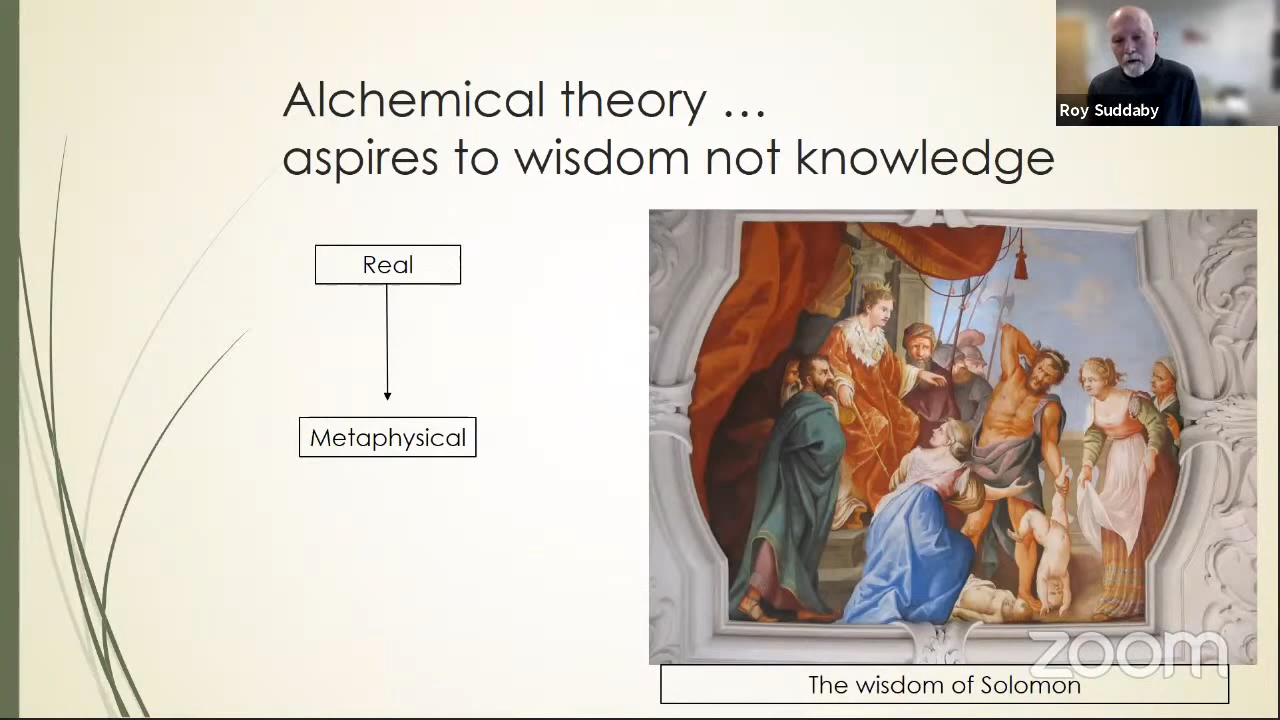 Alchemical theory …
aspires to wisdom not knowledge
Roy Suddaby
Real
Metaphysical
zoom
The wisdom of Solomon